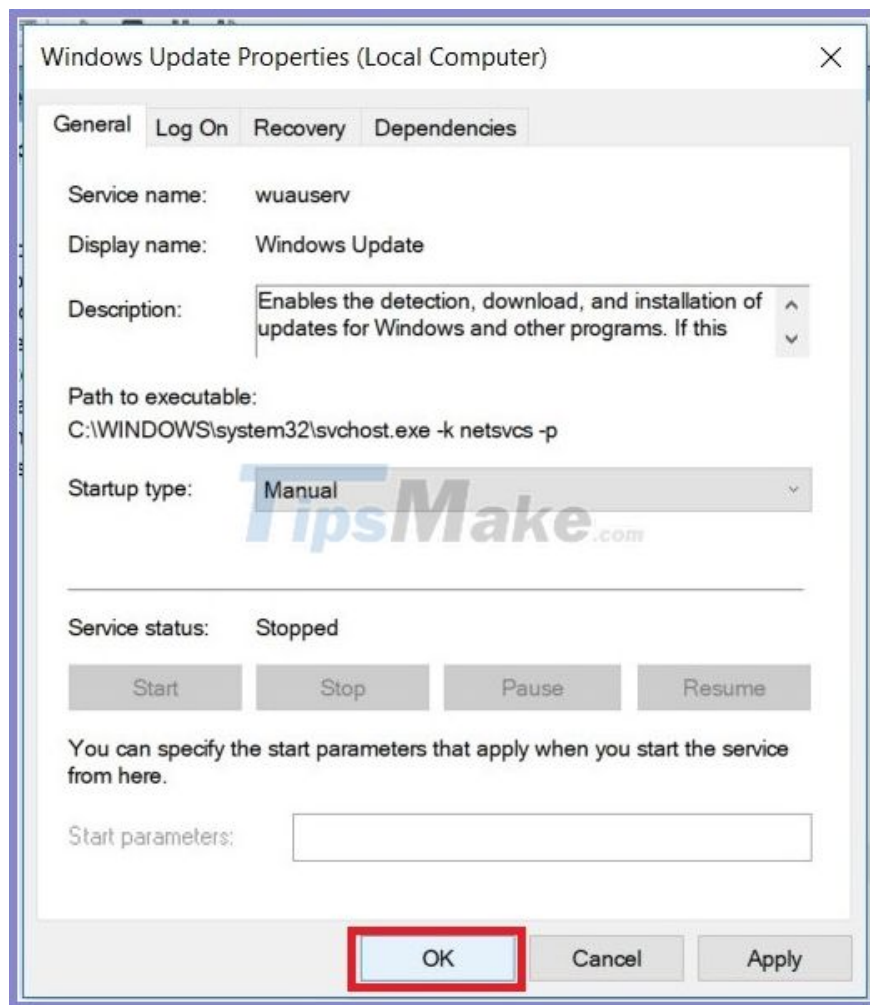 Windows Update Properties (Local Computer)
General Log On Recovery Dependencies
Service name: wuauserv
Display name: Windows Update
Description: Enables the detection, download, and installation of
updates for Windows and other programs. If this
Path to executable:
C:\WINDOWS\system32\svchost.exe -k netsvcs -p
Startup type: Manual
TipsMake.com
Service status: Stopped
Start Stop Pause Resume
You can specify the start parameters that apply when you start the service
from here.
Start parameters:
OK Cancel Apply